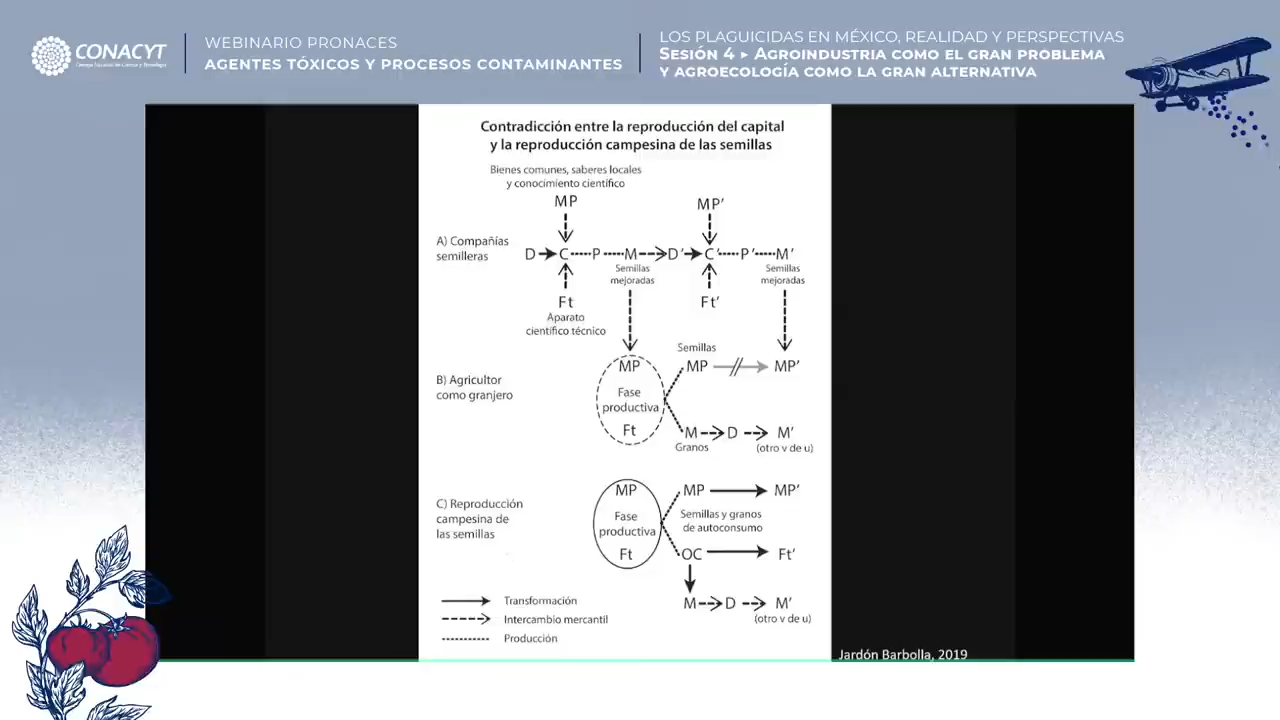 CONACYT
Consejo Nacional de Ciencia y Tecnología
WEBINARIO PRONACES
AGENTES TÓXICOS Y PROCESOS CONTAMINANTES
LOS PLAGUICIDAS EN MÉXICO, REALIDAD Y PERSPECTIVAS
SESIÓN 4 ▸ AGROINDUSTRIA COMO EL GRAN PROBLEMA
Y AGROECOLOGÍA COMO LA GRAN ALTERNATIVA
Contradicción entre la reproducción del capital
y la reproducción campesina de las semillas
Bienes comunes, saberes locales
y conocimiento científico
MP MP'
A) Compañías
semilleras
D C P M D' C' P' M'
Semillas
mejoradas
Semillas
mejoradas
Ft Ft'
Aparato
científico técnico
B) Agricultor
como granjero
MP
Fase
productiva
Ft
Semillas
MP MP'
M D M'
Granos (otro v de u)
C) Reproducción
campesina de
las semillas
MP
Fase
productiva
Ft
MP MP'
Semillas y granos
de autoconsumo
OC Ft'
M D M'
(otro v de u)
Transformación
Intercambio mercantil
Producción
Jardón Barbolla, 2019